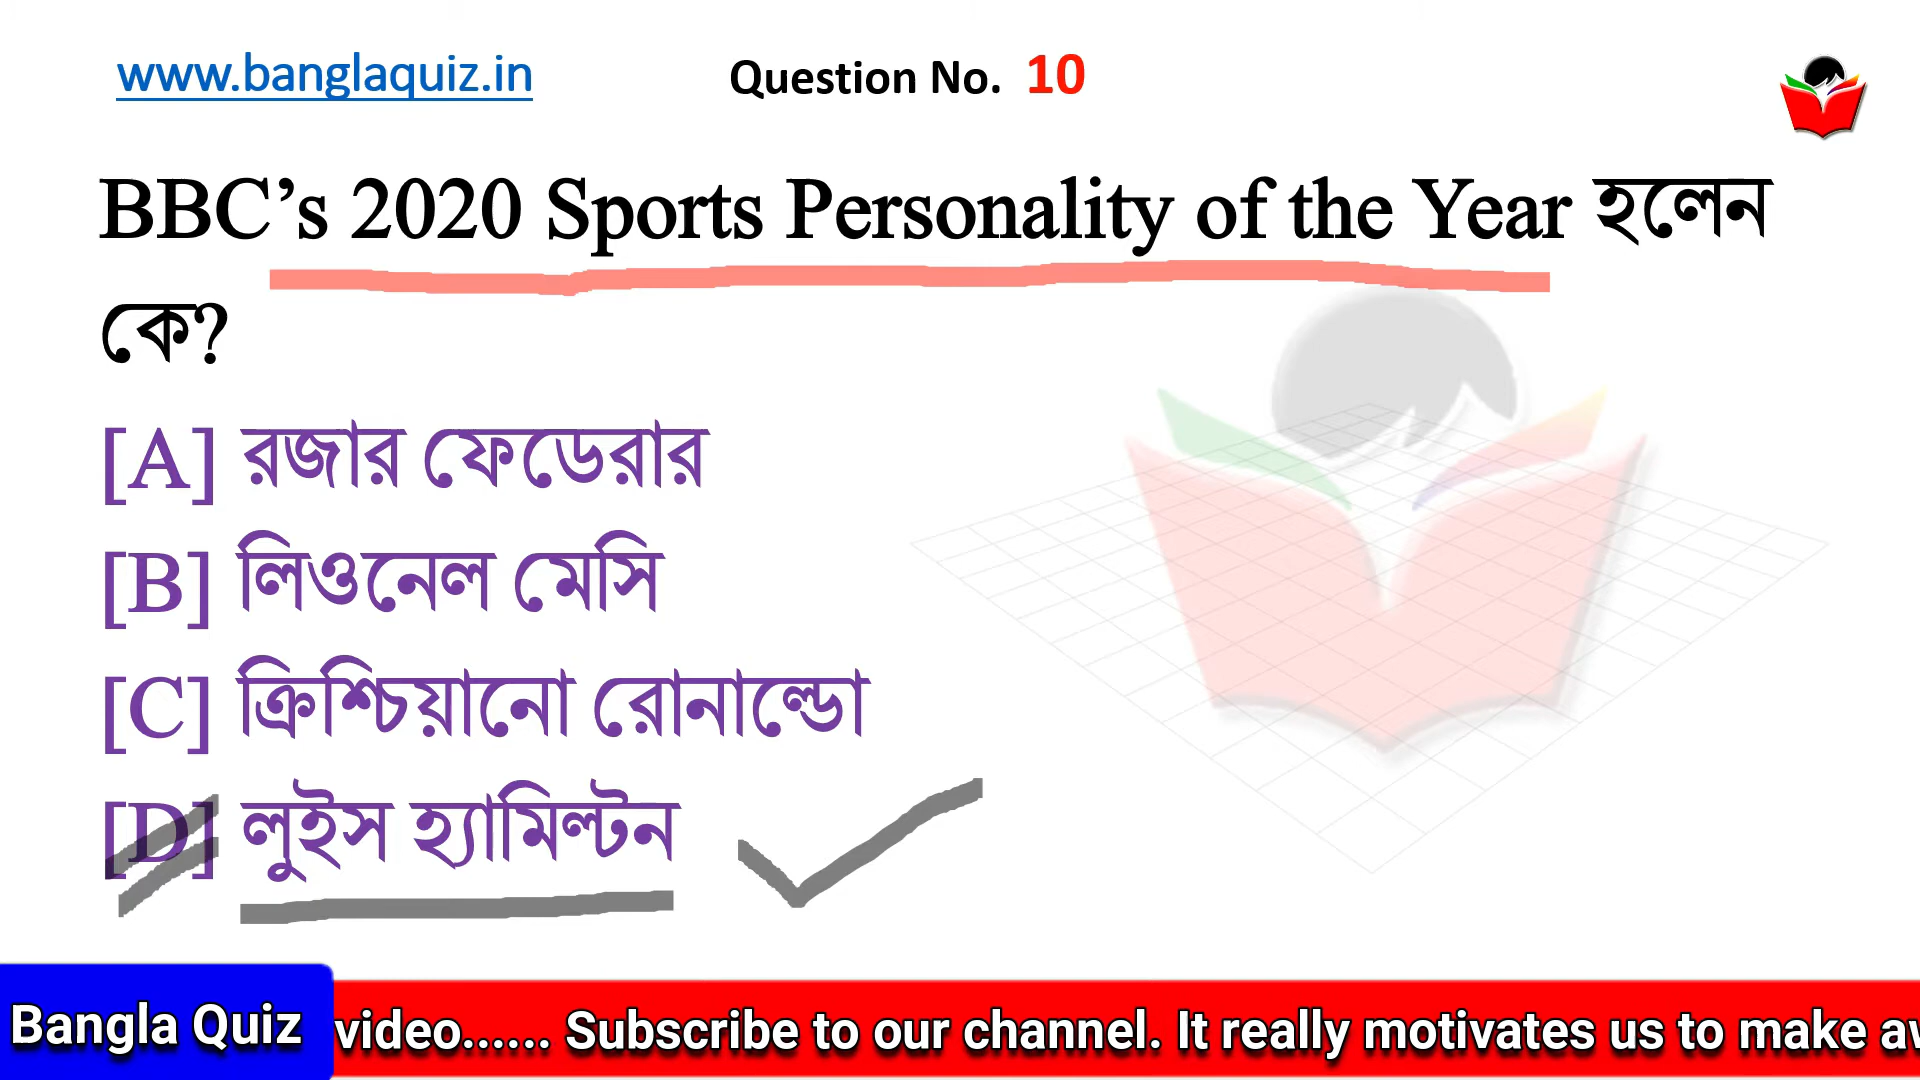 www.banglaquiz.in
Question No. 10
BBC’s 2020 Sports Personality of the Year হলেন
কে?
[A] রজার ফেডেরার
[B] লিওনেল মেসি
[C] ক্রিশ্চিয়ানো রোনাল্ডো
[D] লুইস হ্যামিল্টন
Bangla Quiz
video...... Subscribe to our channel. It really motivates us to make